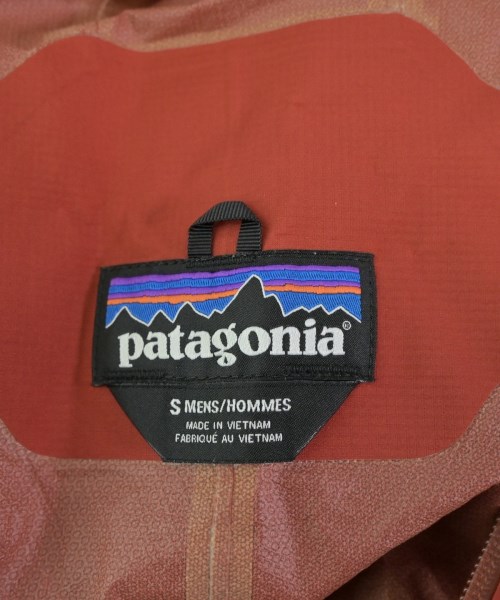 patagonia®
S MENS/HOMMES
MADE IN VIETNAM
FABRIQUÉ AU VIETNAM